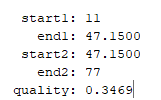 start1: 11
end1: 47.1500
start2: 47.1500
end2: 77
quality: 0.3469